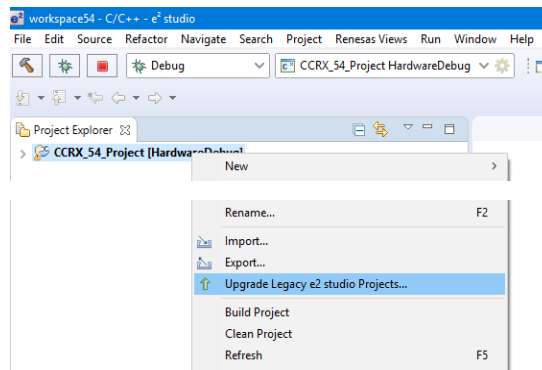 workspace54 - C/C++ - e² studio
File Edit Source Refactor Navigate Search Project Renesas Views Run Window Help
Debug CCRX_54_Project HardwareDebug
Project Explorer
CCRX_54_Project [HardwareDebug]
New
Rename... F2
Import...
Export...
Upgrade Legacy e2 studio Projects...
Build Project
Clean Project
Refresh F5